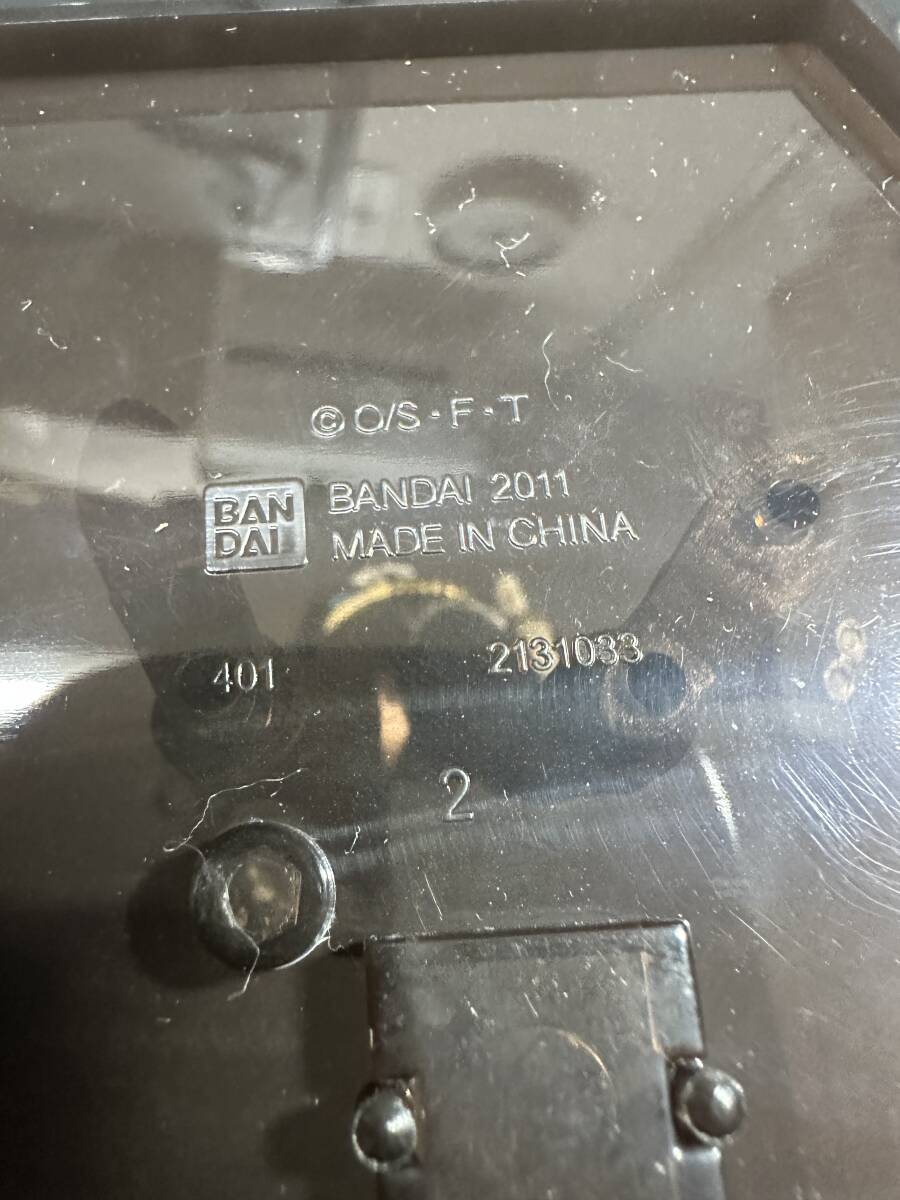 © O/S・F・T
BAN
DAI
BANDAI 2011
MADE IN CHINA
401
2131033
2